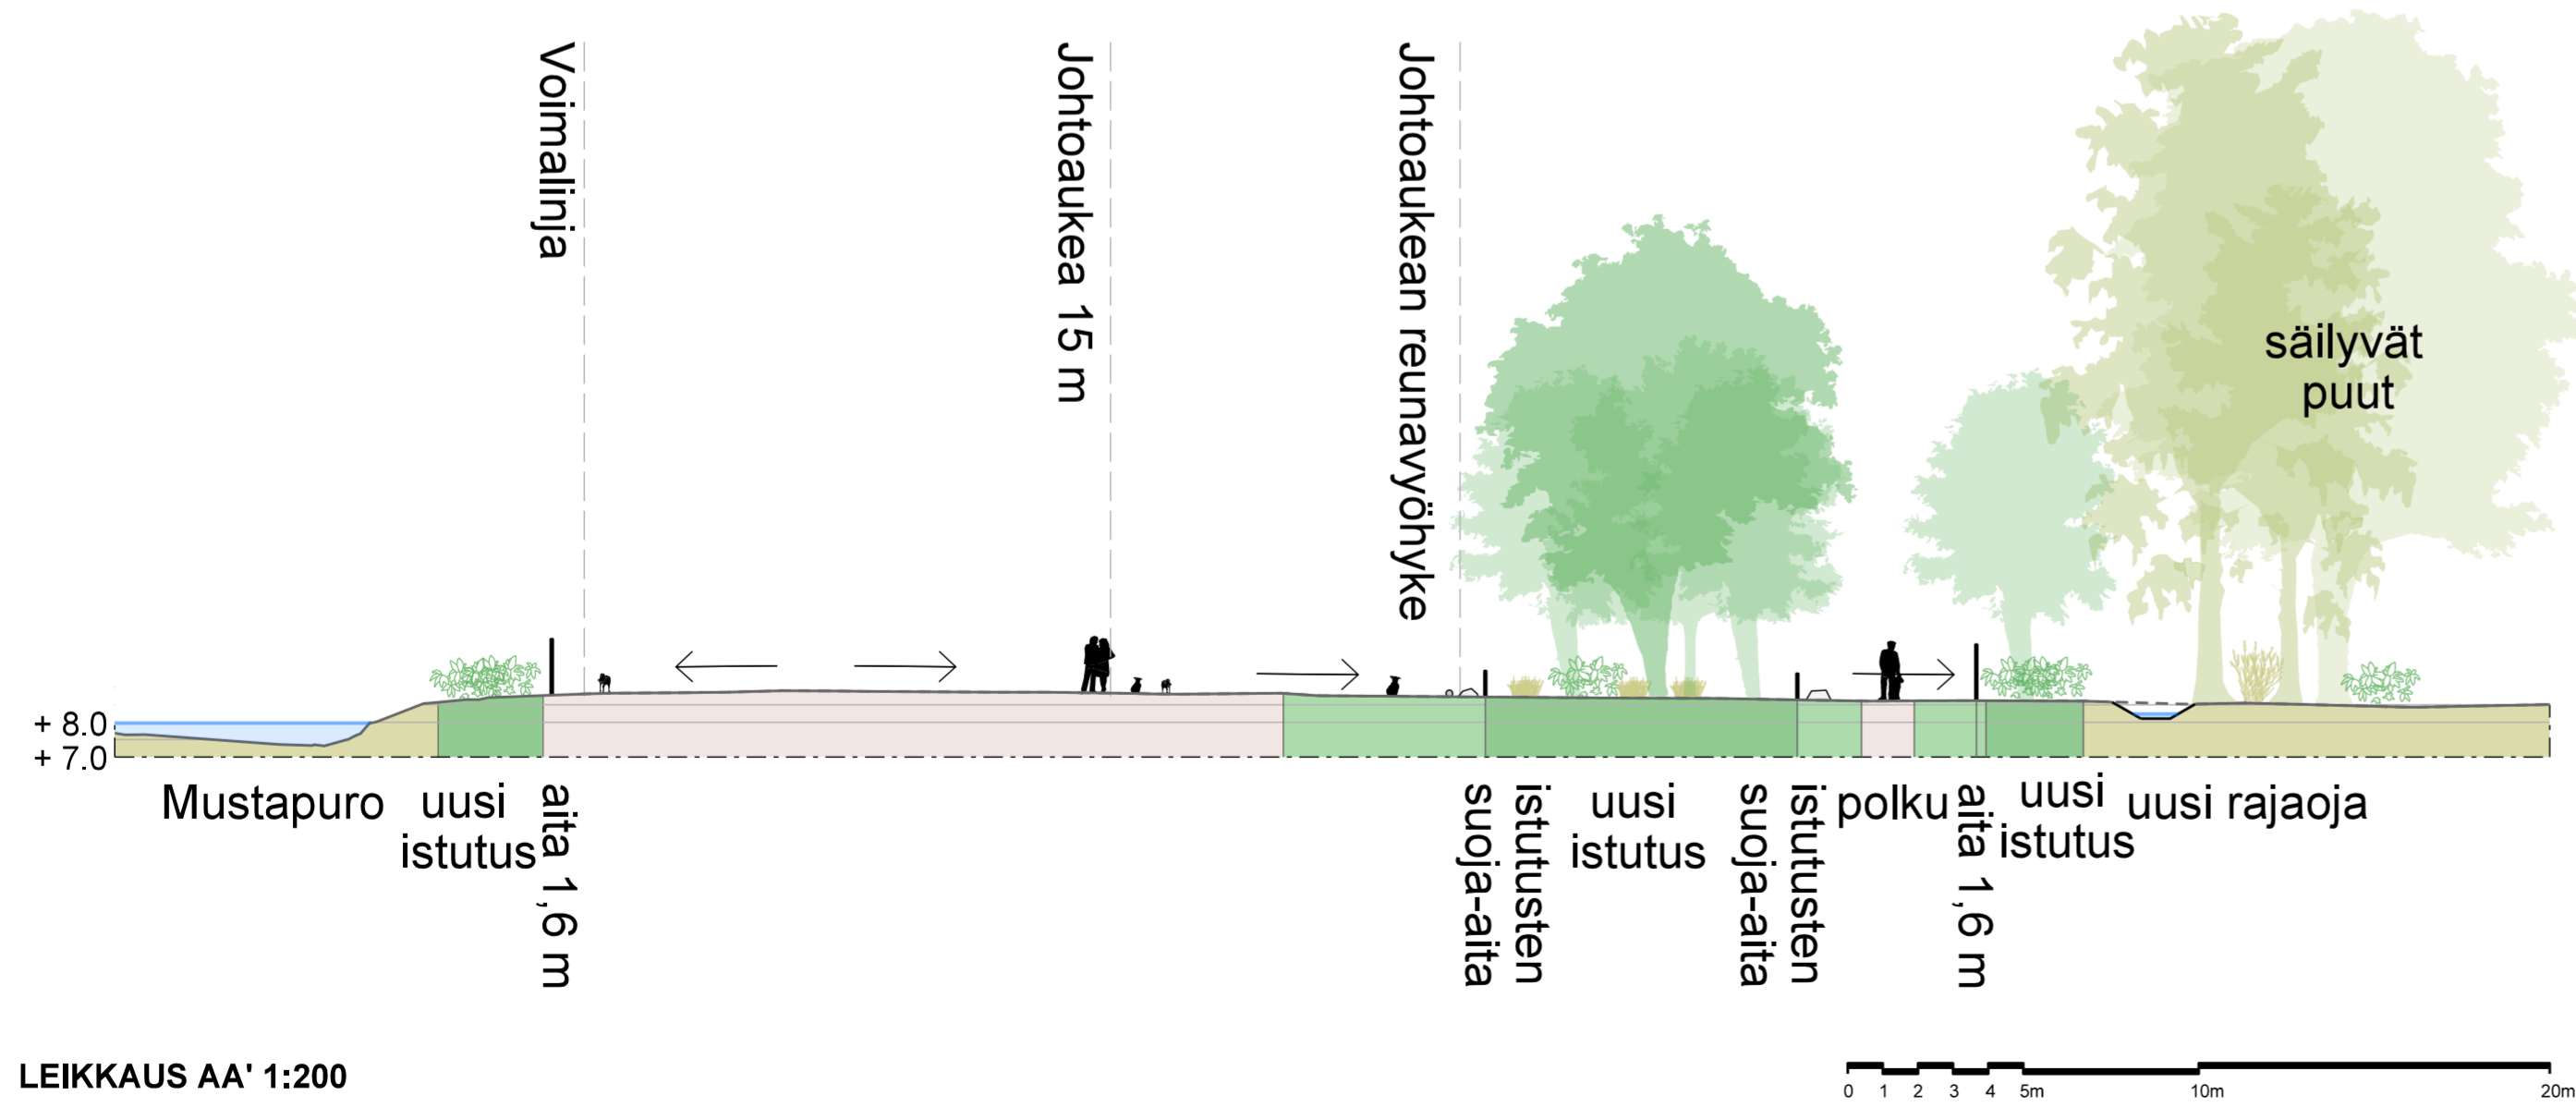 Voimalinja
Johtoaukea 15 m
Johtoaukean reunavyöhyke
säilyvät
puut
+ 8.0
+ 7.0
Mustapuro
uusi
istutus
aita 1,6 m
istutusten
suoja-aita
uusi
istutus
istutusten
suoja-aita
polku
aita 1,6 m
uusi
istutus
uusi rajaoja
LEIKKAUS AA' 1:200
0 1 2 3 4 5m 10m 20m